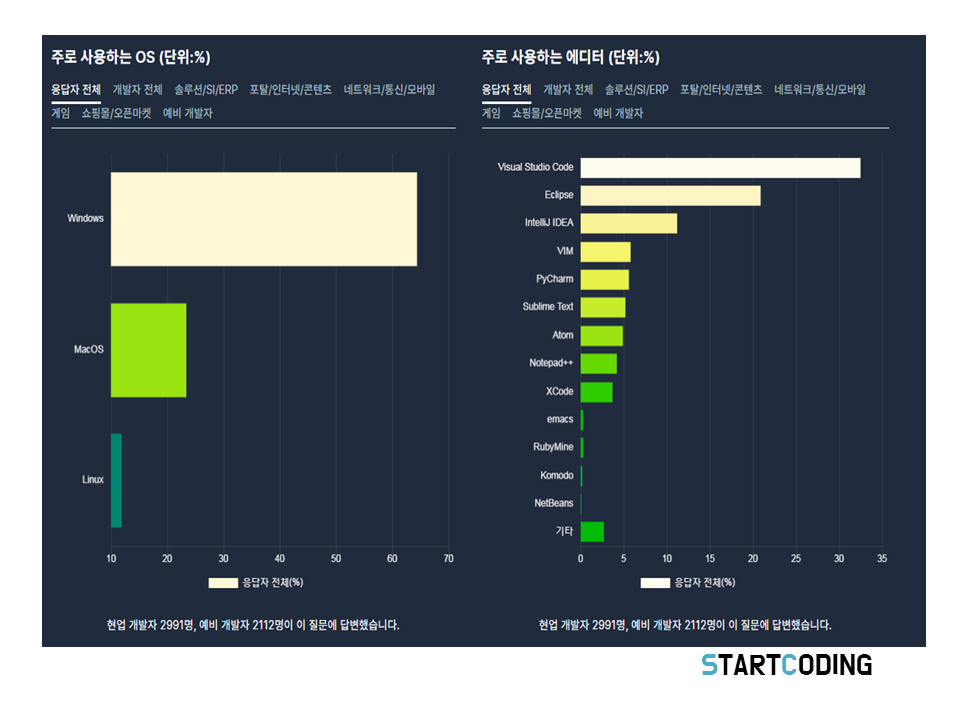 주로 사용하는 OS (단위:%)
응답자 전체 개발자 전체 솔루션/SI/ERP 포탈/인터넷/콘텐츠 네트워크/통신/모바일
게임 쇼핑몰/오픈마켓 예비 개발자
Windows
MacOS
Linux
10 20 30 40 50 60 70
응답자 전체(%)
현업 개발자 2991명, 예비 개발자 2112명이 이 질문에 답변했습니다.
주로 사용하는 에디터 (단위:%)
응답자 전체 개발자 전체 솔루션/SI/ERP 포탈/인터넷/콘텐츠 네트워크/통신/모바일
게임 쇼핑몰/오픈마켓 예비 개발자
Visual Studio Code
Eclipse
IntelliJ IDEA
VIM
PyCharm
Sublime Text
Atom
Notepad++
XCode
emacs
RubyMine
Komodo
NetBeans
기타
0 5 10 15 20 25 30 35
응답자 전체(%)
현업 개발자 2991명, 예비 개발자 2112명이 이 질문에 답변했습니다.
STARTCODING